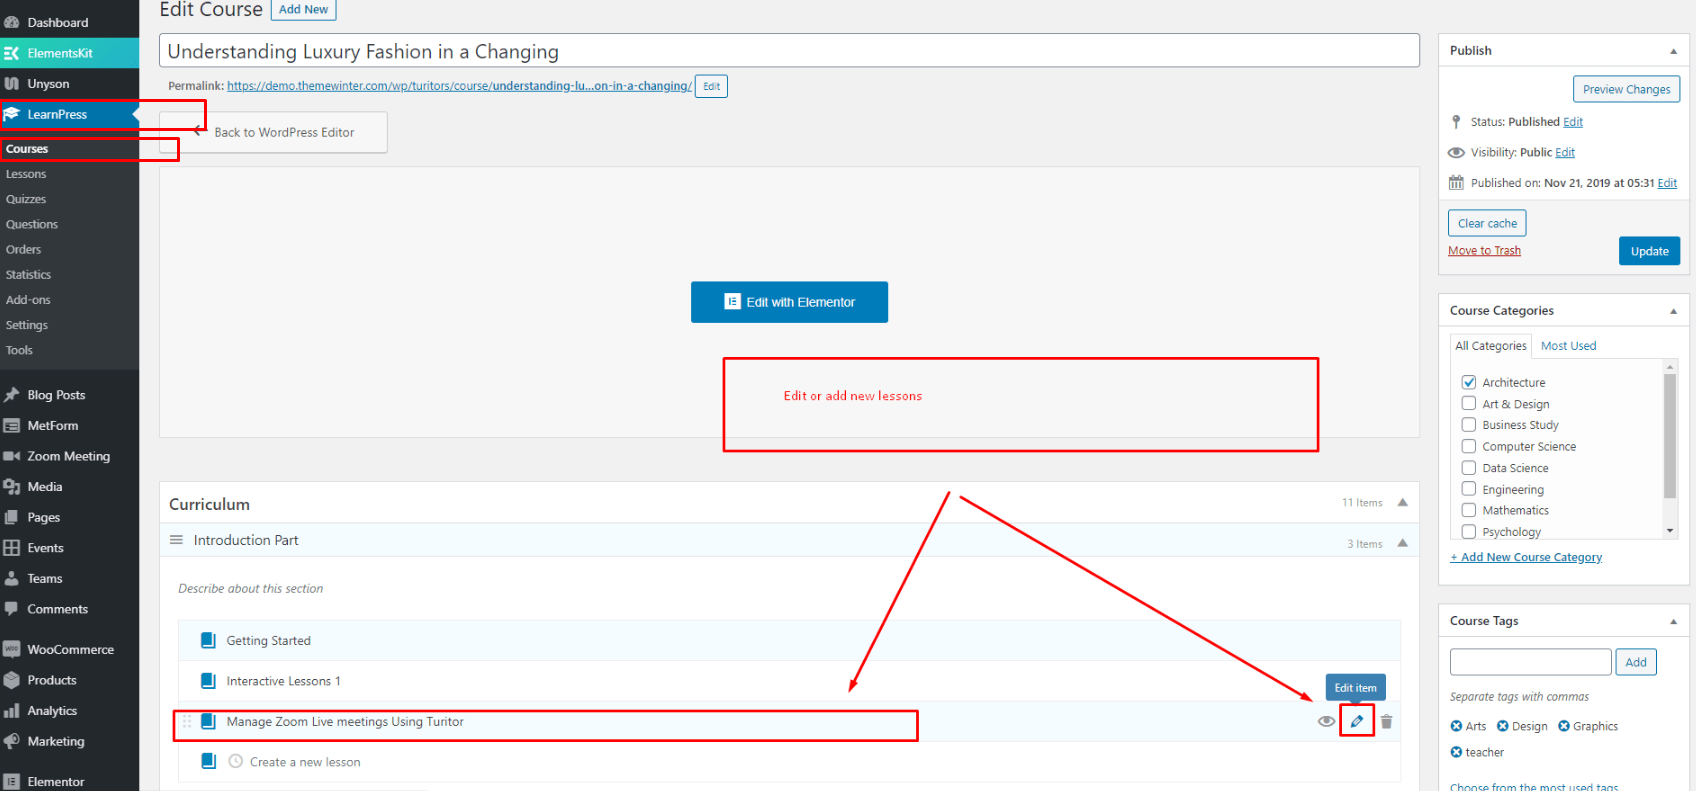 Dashboard
ElementsKit
Unyson
LearnPress
Courses
Lessons
Quizzes
Questions
Orders
Statistics
Add-ons
Settings
Tools
Blog Posts
MetForm
Zoom Meeting
Media
Pages
Events
Teams
Comments
WooCommerce
Products
Analytics
Marketing
Elementor
Edit Course Add New
Understanding Luxury Fashion in a Changing
Permalink: https://demo.themewinter.com/wp/turitors/course/understanding-lu...on-in-a-changing/ Edit
Back to WordPress Editor
Edit with Elementor
Edit or add new lessons
Curriculum 11 Items
Introduction Part 3 Items
Describe about this section
Getting Started
Interactive Lessons 1
Edit item
Manage Zoom Live meetings Using Turitor
Create a new lesson
Publish
Preview Changes
Status: Published Edit
Visibility: Public Edit
Published on: Nov 21, 2019 at 05:31 Edit
Clear cache
Move to Trash Update
Course Categories
All Categories Most Used
Architecture
Art & Design
Business Study
Computer Science
Data Science
Engineering
Mathematics
Psychology
+ Add New Course Category
Course Tags
Add
Separate tags with commas
Arts Design Graphics
teacher
Choose from the most used tags